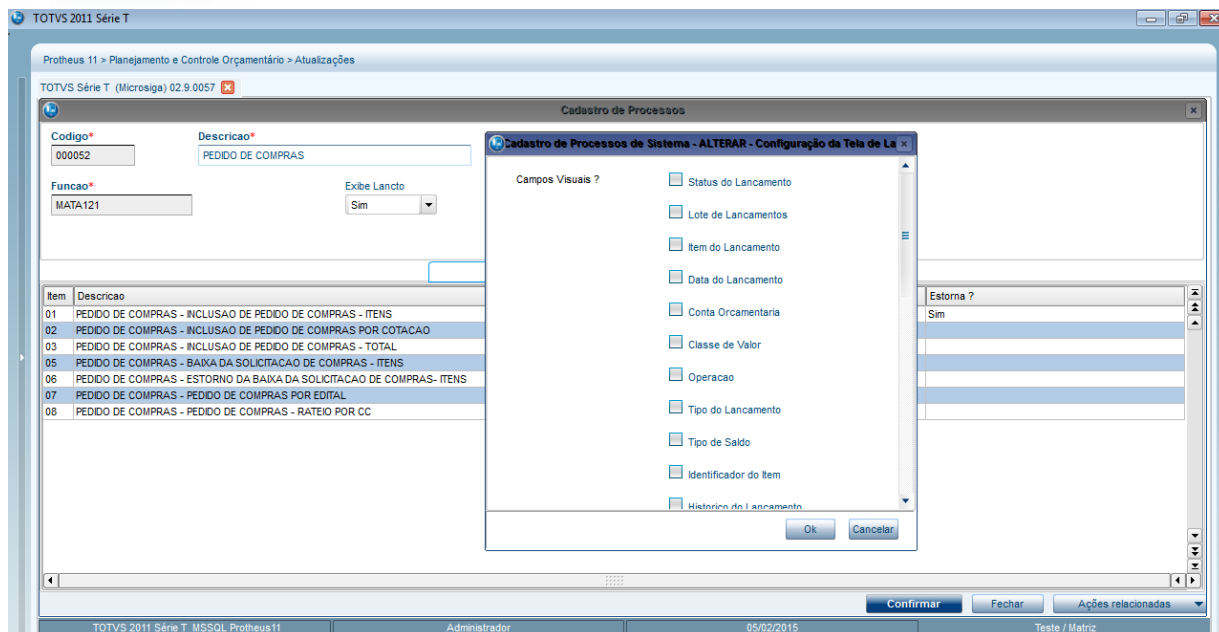 TOTVS 2011 Série T
Protheus 11 > Planejamento e Controle Orçamentário > Atualizações
TOTVS Série T (Microsiga) 02.9.0057
Cadastro de Processos
Codigo*
Descricao*
000052
PEDIDO DE COMPRAS
Funcao*
Exibe Lancto
MATA121
Sim
Cadastro de Processos de Sistema - ALTERAR - Configuração da Tela de La
Campos Visuais ?
Status do Lancamento
Lote de Lancamentos
Item do Lancamento
Data do Lancamento
Conta Orcamentaria
Classe de Valor
Operacao
Tipo do Lancamento
Tipo de Saldo
Identificador do Item
Historico do Lancamento
Ok
Cancelar
Item Descricao Estorna ?
01 PEDIDO DE COMPRAS - INCLUSAO DE PEDIDO DE COMPRAS - ITENS Sim
02 PEDIDO DE COMPRAS - INCLUSAO DE PEDIDO DE COMPRAS POR COTACAO
03 PEDIDO DE COMPRAS - INCLUSAO DE PEDIDO DE COMPRAS - TOTAL
05 PEDIDO DE COMPRAS - BAIXA DA SOLICITACAO DE COMPRAS - ITENS
06 PEDIDO DE COMPRAS - ESTORNO DA BAIXA DA SOLICITACAO DE COMPRAS- ITENS
07 PEDIDO DE COMPRAS - PEDIDO DE COMPRAS POR EDITAL
08 PEDIDO DE COMPRAS - PEDIDO DE COMPRAS - RATEIO POR CC
Confirmar Fechar Ações relacionadas
TOTVS 2011 Série T MSSQL Protheus11 Administrador 05/02/2015 Teste / Matriz